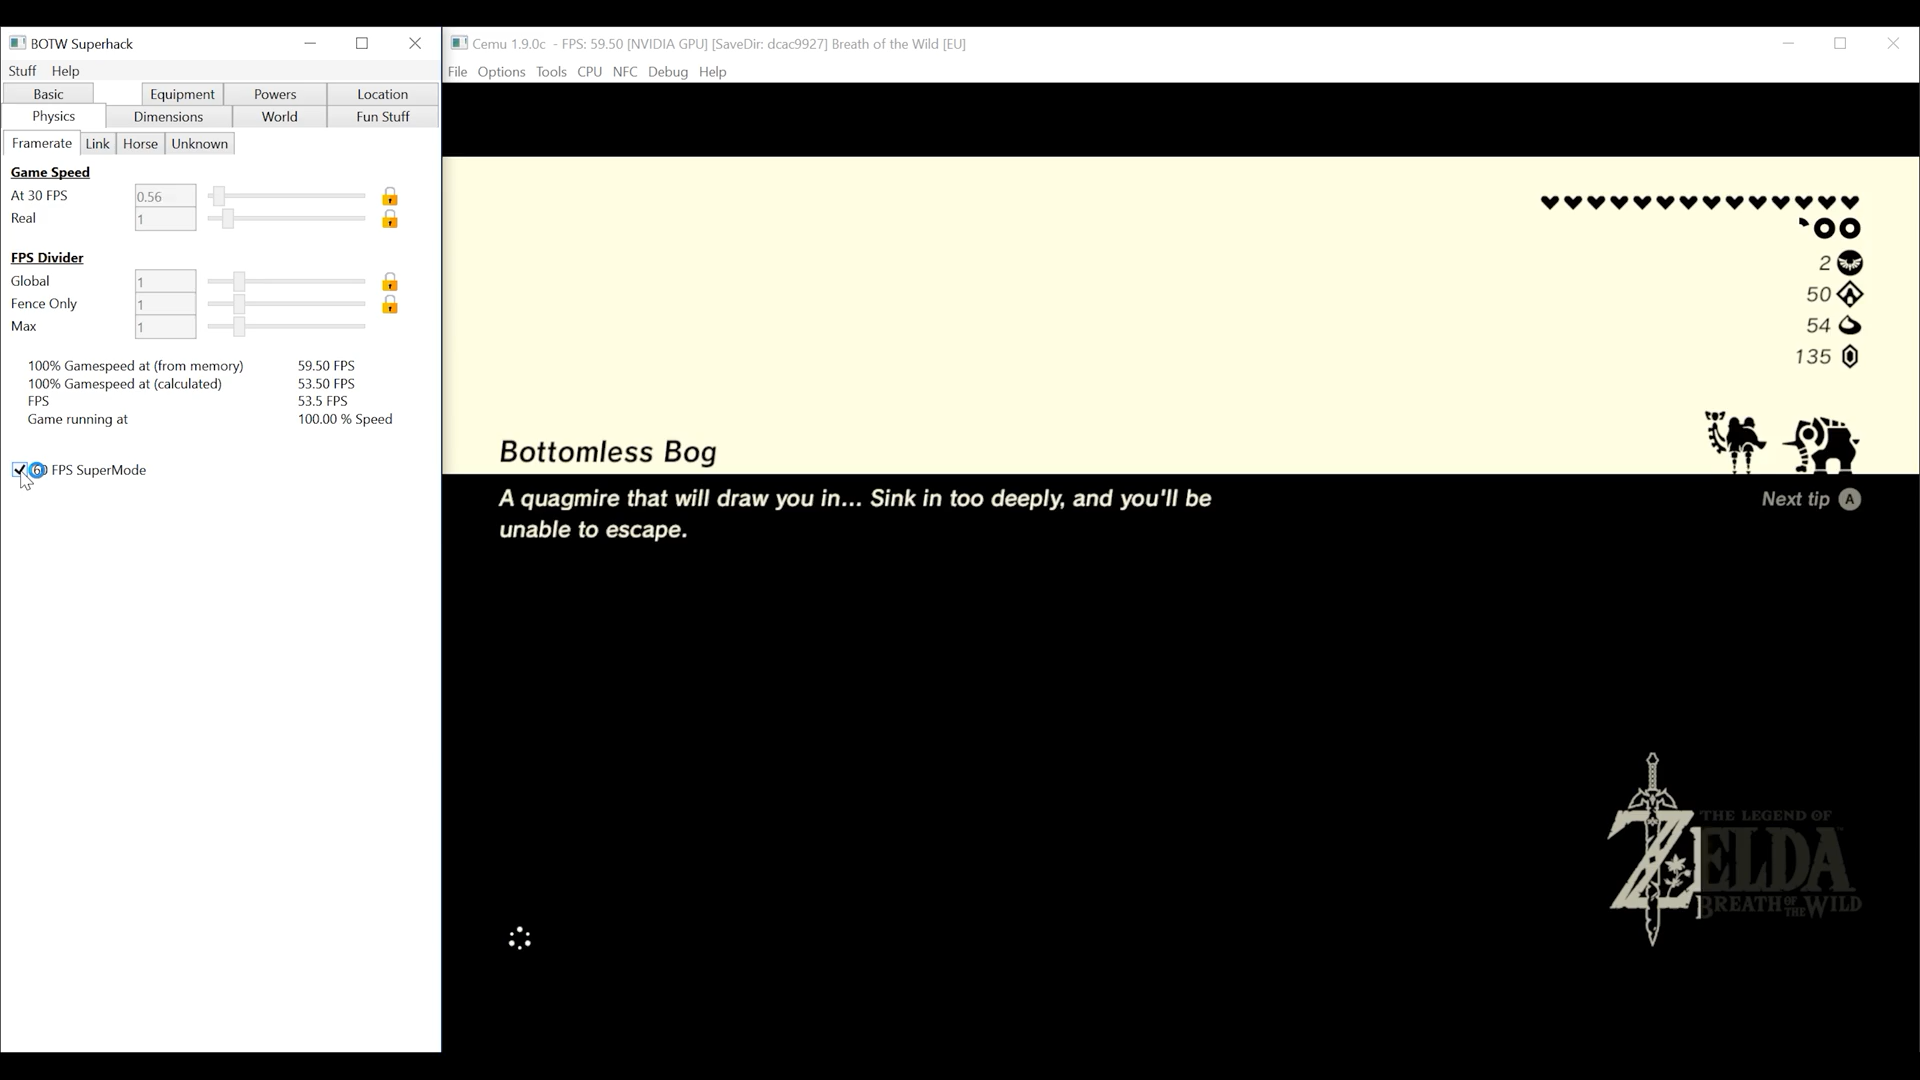 BOTW Superhack
Stuff Help
Basic Equipment Powers Location
Physics Dimensions World Fun Stuff
Framerate Link Horse Unknown
Game Speed
At 30 FPS 0.56
Real 1
FPS Divider
Global 1
Fence Only 1
Max 1
100% Gamespeed at (from memory) 59.50 FPS
100% Gamespeed at (calculated) 53.50 FPS
FPS 53.5 FPS
Game running at 100.00 % Speed
FPS SuperMode
Cemu 1.9.0c - FPS: 59.50 [NVIDIA GPU] [SaveDir: dcac9927] Breath of the Wild [EU]
File Options Tools CPU NFC Debug Help
2
50
54
135
Bottomless Bog
A quagmire that will draw you in... Sink in too deeply, and you'll be
unable to escape.
Next tip A
THE LEGEND OF
ZELDA
BREATH OF THE WILD